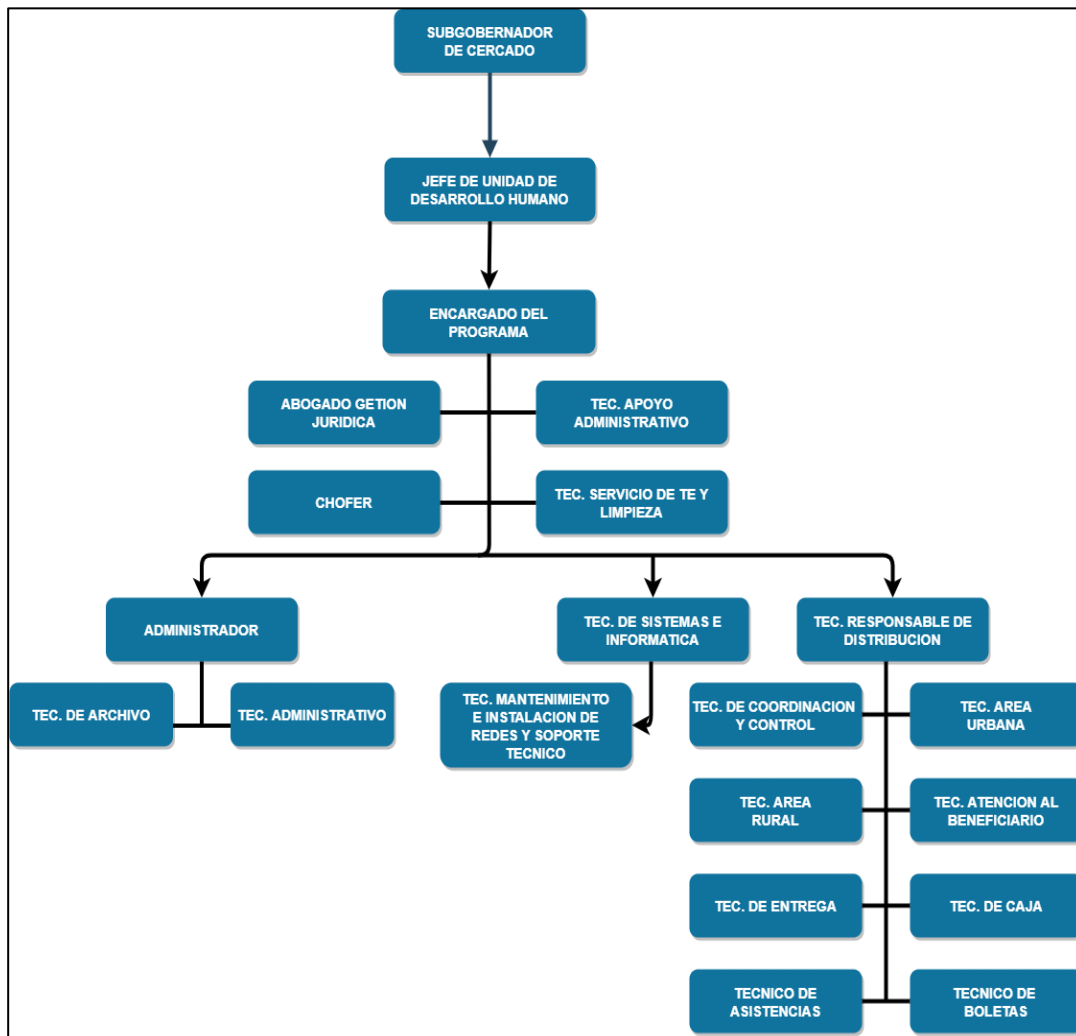 SUBGOBERNADOR
DE CERCADO
JEFE DE UNIDAD DE
DESARROLLO HUMANO
ENCARGADO DEL
PROGRAMA
ABOGADO GETION
JURIDICA
TEC. APOYO
ADMINISTRATIVO
CHOFER
TEC. SERVICIO DE TE Y
LIMPIEZA
ADMINISTRADOR
TEC. DE SISTEMAS E
INFORMATICA
TEC. RESPONSABLE DE
DISTRIBUCION
TEC. DE ARCHIVO
TEC. ADMINISTRATIVO
TEC. MANTENIMIENTO
E INSTALACION DE
REDES Y SOPORTE
TECNICO
TEC. DE COORDINACION
Y CONTROL
TEC. AREA
URBANA
TEC. AREA
RURAL
TEC. ATENCION AL
BENEFICIARIO
TEC. DE ENTREGA
TEC. DE CAJA
TECNICO DE
ASISTENCIAS
TECNICO DE
BOLETAS